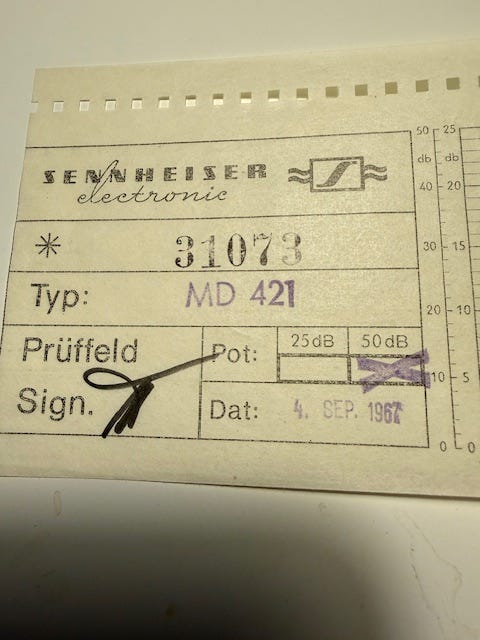 SENNHEISER
electronic
* 31073
Typ: MD 421
Prüffeld
Sign.
Pot: 25dB 50dB
Dat: 4. SEP. 1967
50 25
db db
40 20
30 15
20 10
10 5
0 0